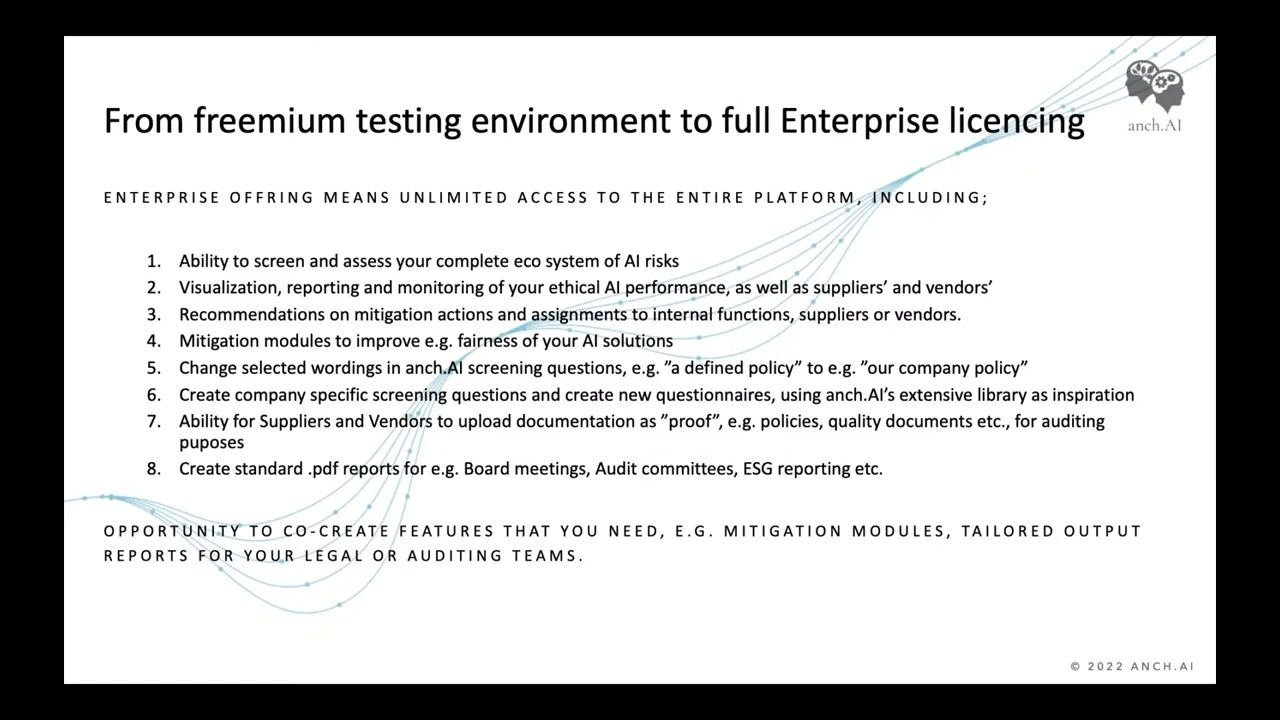 From freemium testing environment to full Enterprise licencing
anch.AI
ENTERPRISE OFFRING MEANS UNLIMITED ACCESS TO THE ENTIRE PLATFORM, INCLUDING;
1. Ability to screen and assess your complete eco system of AI risks
2. Visualization, reporting and monitoring of your ethical AI performance, as well as suppliers’ and vendors’
3. Recommendations on mitigation actions and assignments to internal functions, suppliers or vendors.
4. Mitigation modules to improve e.g. fairness of your AI solutions
5. Change selected wordings in anch.AI screening questions, e.g. ”a defined policy” to e.g. ”our company policy”
6. Create company specific screening questions and create new questionnaires, using anch.AI’s extensive library as inspiration
7. Ability for Suppliers and Vendors to upload documentation as ”proof”, e.g. policies, quality documents etc., for auditing
puposes
8. Create standard .pdf reports for e.g. Board meetings, Audit committees, ESG reporting etc.
OPPORTUNITY TO CO-CREATE FEATURES THAT YOU NEED, E.G. MITIGATION MODULES, TAILORED OUTPUT
REPORTS FOR YOUR LEGAL OR AUDITING TEAMS.
© 2022 ANCH.AI